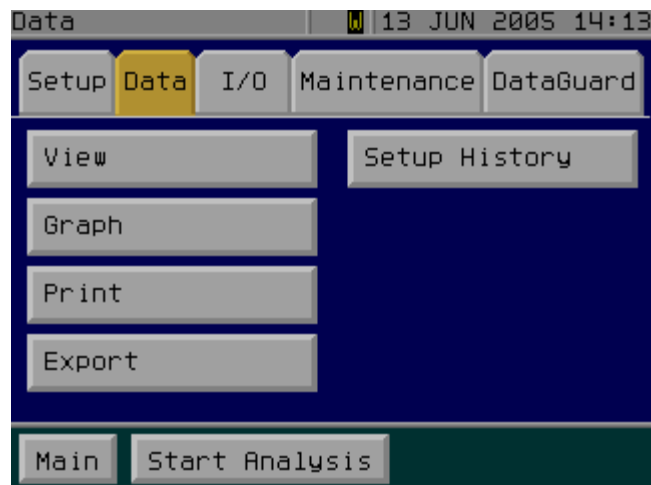 Data W 13 JUN 2005 14:13
Setup Data I/O Maintenance DataGuard
View Setup History
Graph
Print
Export
Main Start Analysis